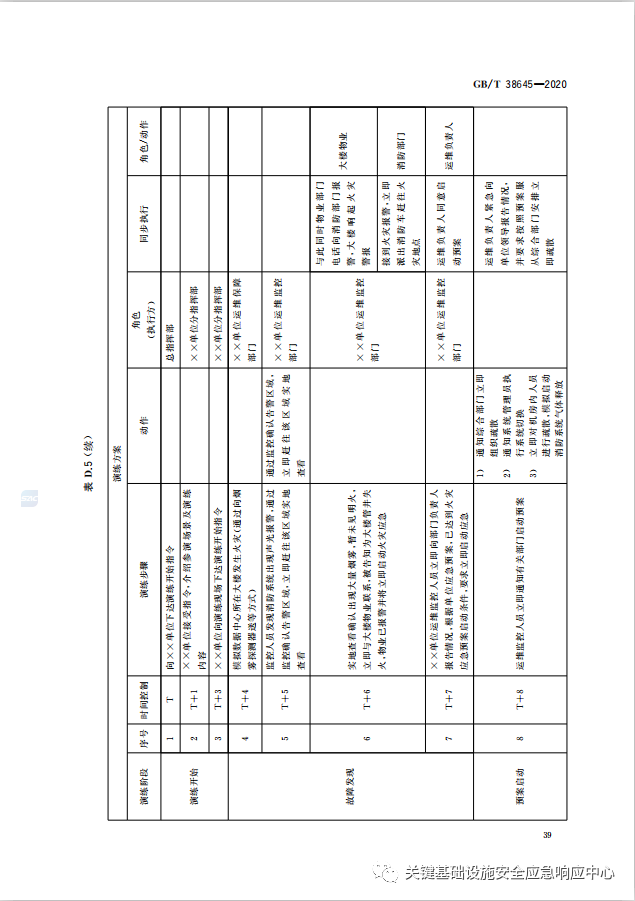 GB/T 38645—2020
表 D.5（续）
演练方案
演练阶段
序号
时间控制
演练步骤
动作
角色
（执行方）
同步执行
角色/动作
演练开始
1
T
向××单位下达演练开始指令
总指挥部
2
T+1
××单位接受指令，介绍参演场景及演练
内容
××单位分指挥部
3
T+3
××单位向演练现场下达演练开始指令
××单位分指挥部
故障发现
4
T+4
模拟数据中心所在大楼发生火灾（通过向烟
雾探测器送等方式）
××单位运维保障
部门
5
T+5
监控人员发现消防系统出现声光报警，通过
监控确认告警区域，立即赶往该区域实地
查看
通过监控确认告警区域，
立即赶往该区域实地
查看
××单位运维监控
部门
6
T+6
实地查看确认出现大量烟雾，暂未见明火，
立即与大楼物业联系，被告知为大楼管井失
火，物业已报警并将立即启动火灾应急
××单位运维监控
部门
与此同时物业部门
电话向消防部门报
警，大楼响起火灾
警报
大楼物业
接到火灾报警，立即
派出消防车赶往火
灾地点
消防部门
7
T+7
××单位运维监控人员立即向部门负责人
报告情况，根据单位应急预案，已达到火灾
应急预案启动条件，要求立即启动应急
××单位运维监控
部门
运维负责人同意启
动预案
运维负责人
预案启动
8
T+8
运维监控人员立即通知有关部门启动预案
1） 通知综合部门立即
组织疏散
2） 通知系统管理员执
行系统切换
3） 立即对机房内人员
进行疏散，模拟启动
消防系统气体释放
运维负责人紧急向
单位领导报告情况，
并要求按照预案服
从综合部门安排立
即疏散
39
关键基础设施安全应急响应中心